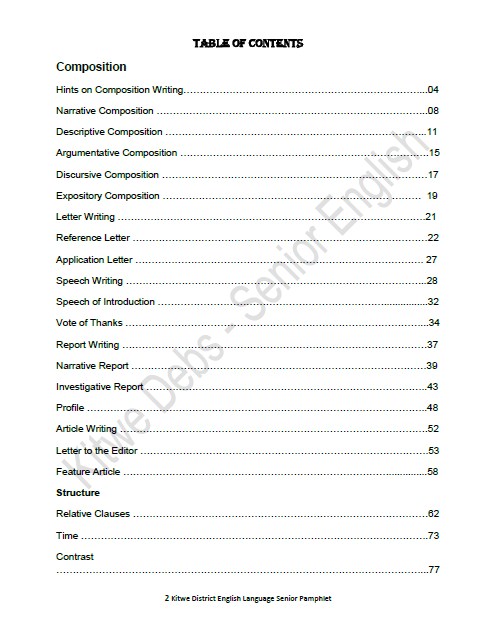 TABLE OF CONTENTS
Composition
Hints on Composition Writing…………………………………………………………………...04
Narrative Composition ………………………………………………………………………….08
Descriptive Composition ……………………………………………………………………….11
Argumentative Composition …………………………………………………………………...15
Discursive Composition ………………………………………………………………………..17
Expository Composition ……………………………………………………………………… 19
Letter Writing …………………………………………………………………………………….21
Reference Letter ………………………………………………………………………………...22
Application Letter ……………………………………………………………………………… 27
Speech Writing ………………………………………………………………………………….28
Speech of Introduction ………………………………………………………………………...32
Vote of Thanks ………………………………………………………………………………….34
Report Writing …………………………………………………………………………………..37
Narrative Report ………………………………………………………………………………..39
Investigative Report …………………………………………………………………………...43
Profile …………………………………………………………………………………………….48
Article Writing …………………………………………………………………………………...52
Letter to the Editor ……………………………………………………………………………..53
Feature Article …………………………………………………………………………............58
Structure
Relative Clauses ………………………………………………………………………………..62
Time ……………………………………………………………………………………………...73
Contrast
…………………………………………………………………………………………………...77
Kitwe Debs - Senior English
2 Kitwe District English Language Senior Pamphlet